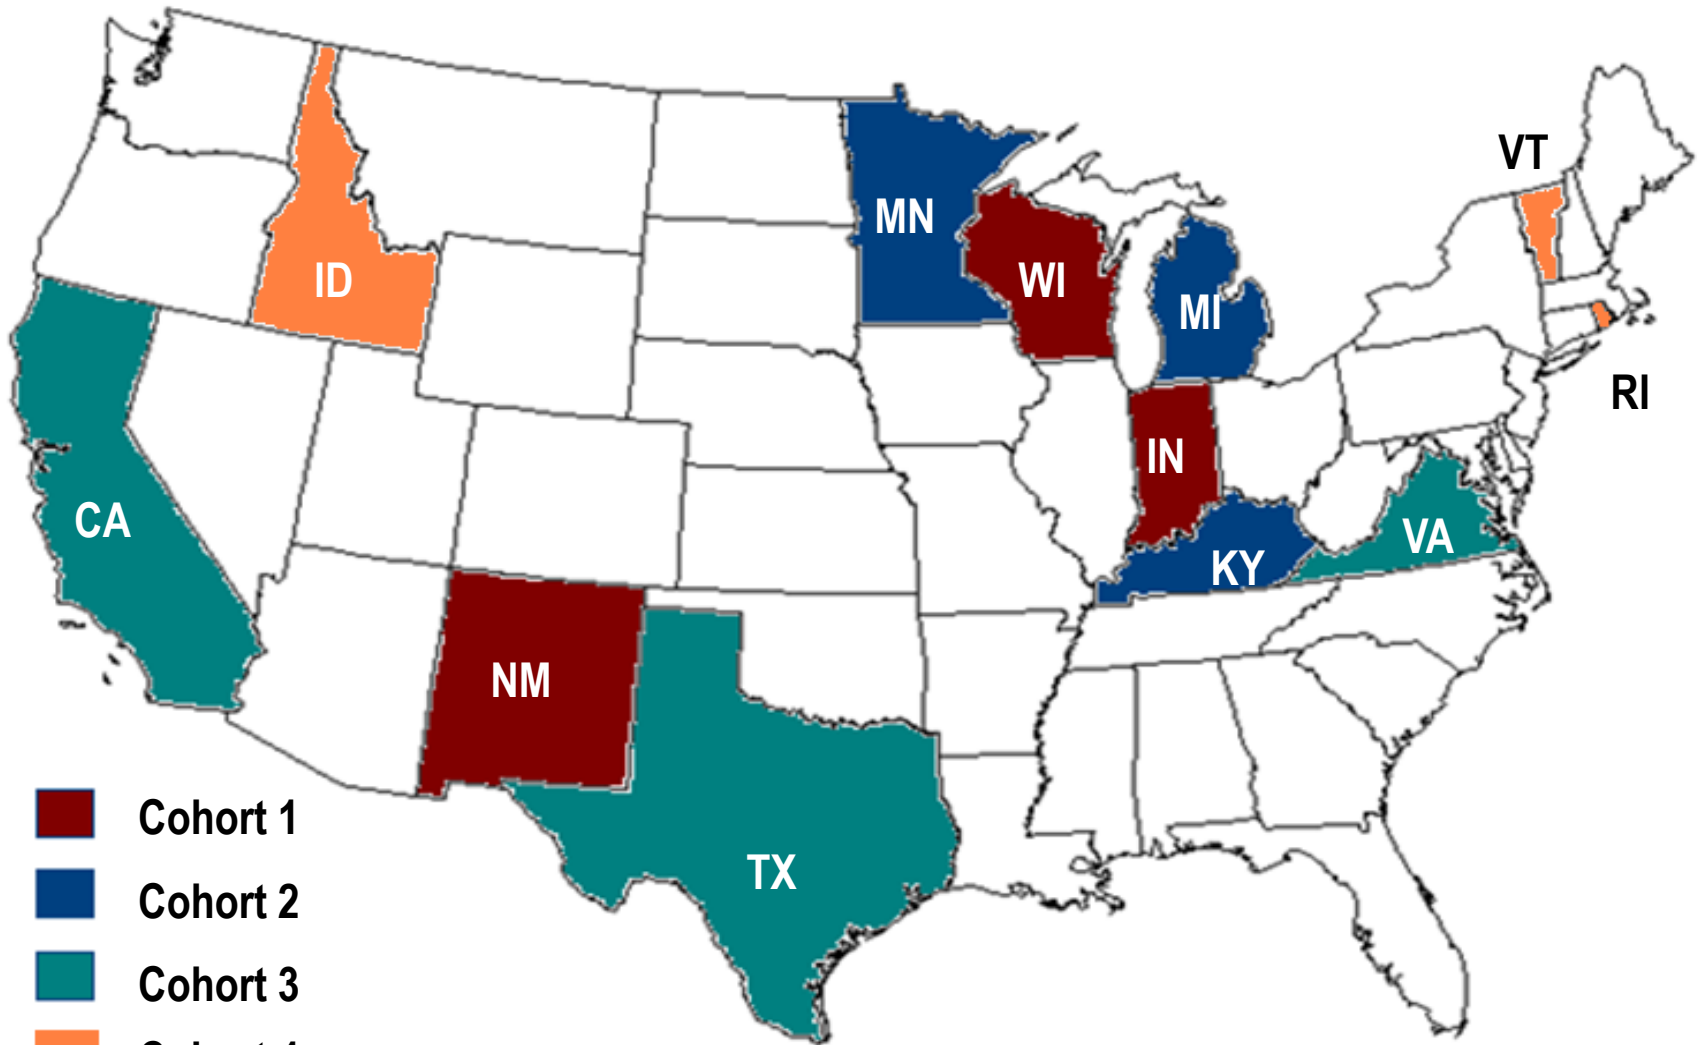 VT
MN
WI
ID
MI
RI
IN
CA
VA
KY
NM
Cohort 1
TX
Cohort 2
Cohort 3